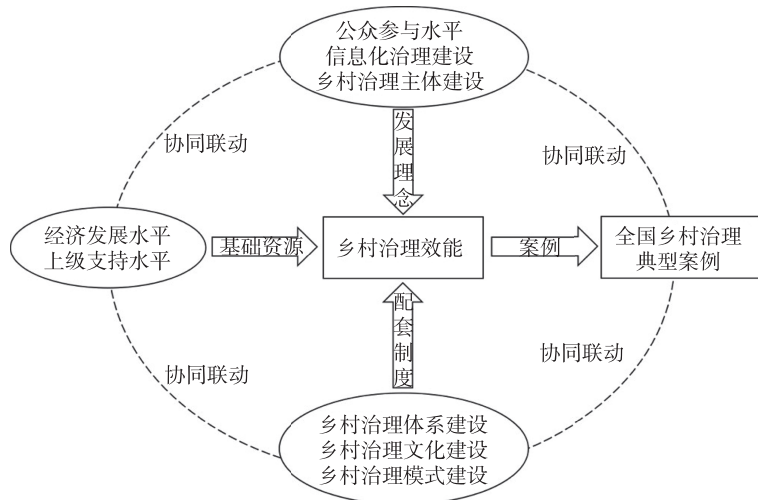 公众参与水平
信息化治理建设
乡村治理主体建设
协同联动
发展理念
协同联动
经济发展水平
上级支持水平
基础资源
乡村治理效能
案例
全国乡村治理
典型案例
配套制度
协同联动
协同联动
乡村治理体系建设
乡村治理文化建设
乡村治理模式建设